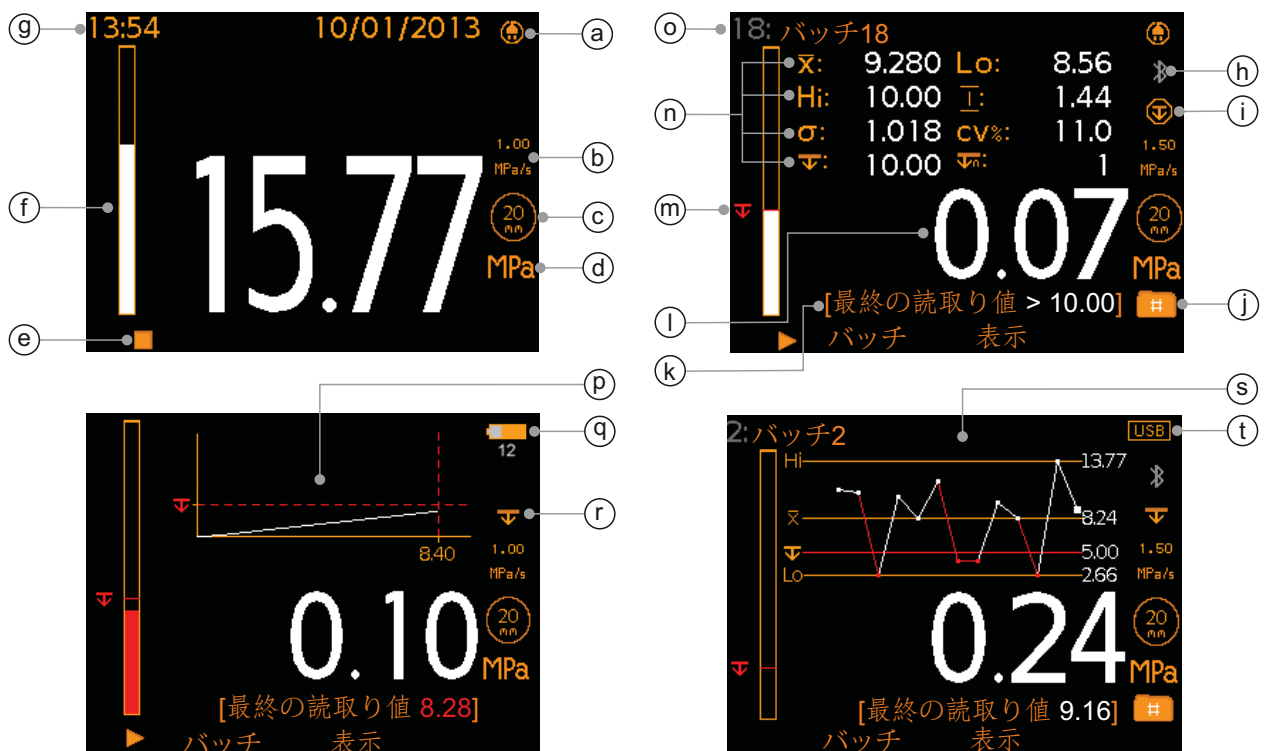 g 13:54 10/01/2013 a
1.00 b
MPa/s
15.77
f
20 c
mm
MPa d
e
o 18: バッチ18
x̅: 9.280 Lo: 8.56 h
Hi: 10.00 I̅: 1.44 i
n
σ: 1.018 cv%: 11.0
1.50
↧: 10.00 ↧n: 1 MPa/s
m
0.07
20
mm
MPa
l
[最終の読取り値 > 10.00] # j
バッチ 表示
k
p
q
12
r
8.40
1.00
MPa/s
0.10
20
mm
MPa
[最終の読取り値 8.28]
バッチ 表示
s
2: バッチ2 USB t
Hi 13.77
x̅ 8.24
↧ 5.00
1.50
Lo 2.66
MPa/s
0.24
20
mm
MPa
[最終の読取り値 9.16] #
バッチ 表示